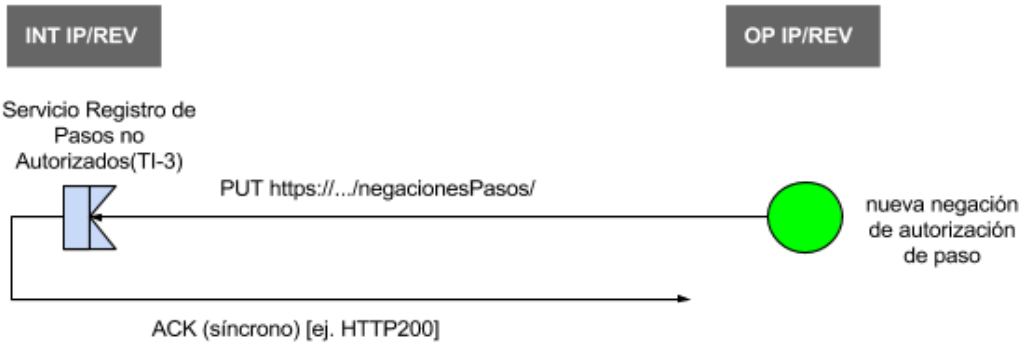 INT IP/REV
OP IP/REV
Servicio Registro de
Pasos no
Autorizados(TI-3)
PUT https://.../negacionesPasos/
nueva negación
de autorización
de paso
ACK (síncrono) [ej. HTTP200]